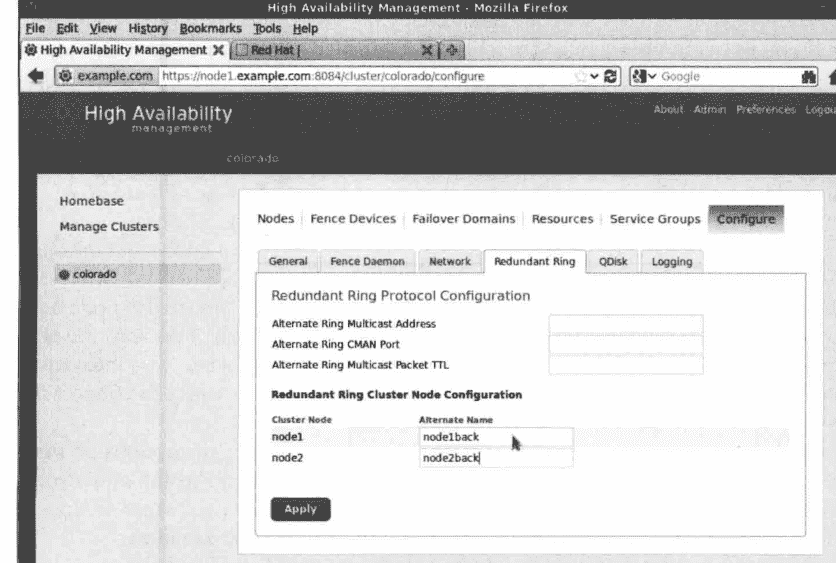 High Availability Management - Mozilla Firefox
File Edit View History Bookmarks Tools Help
High Availability Management Red Hat |
example.com https://node1.example.com:8084/cluster/colorado/configure Google
High Availability
management
About Admin Preferences Logou
colorado
Homebase
Manage Clusters
colorado
Nodes Fence Devices Failover Domains Resources Service Groups Configure
General Fence Daemon Network Redundant Ring QDisk Logging
Redundant Ring Protocol Configuration
Alternate Ring Multicast Address
Alternate Ring CMAN Port
Alternate Ring Multicast Packet TTL
Redundant Ring Cluster Node Configuration
Cluster Node Alternate Name
node1 node1back
node2 node2back
Apply